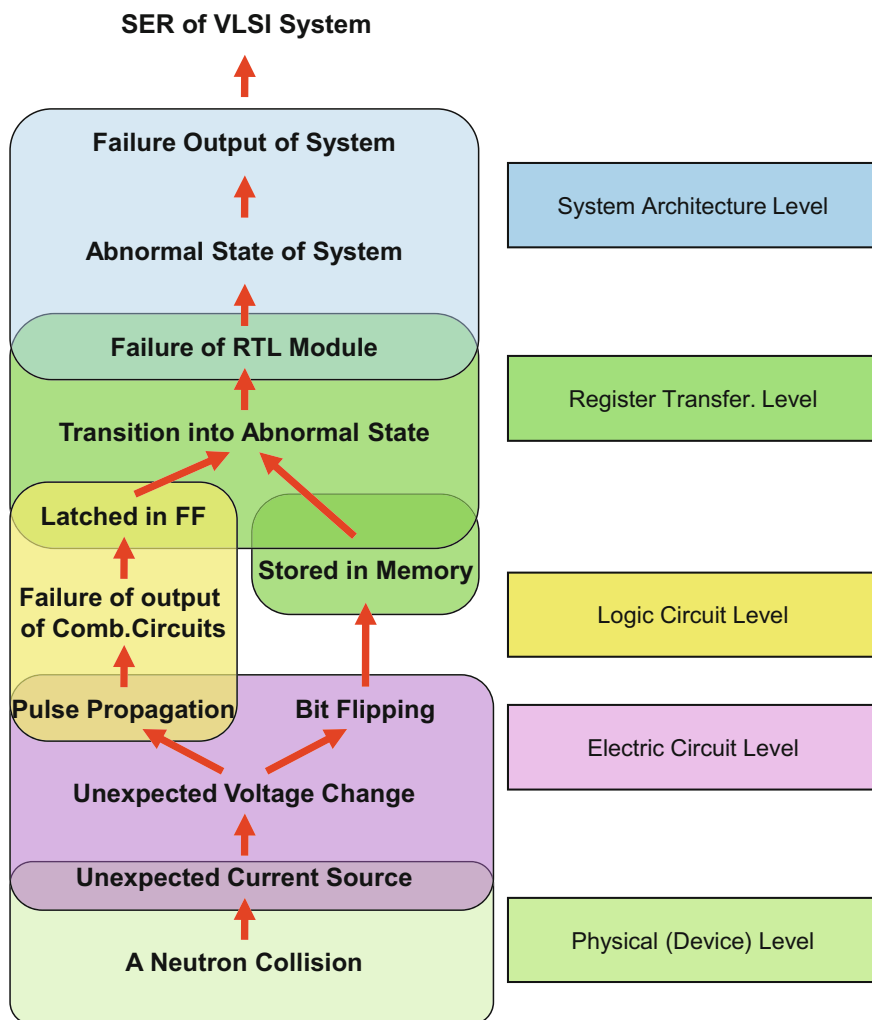 SER of VLSI System
Failure Output of System
System Architecture Level
Abnormal State of System
Failure of RTL Module
Register Transfer. Level
Transition into Abnormal State
Latched in FF
Stored in Memory
Failure of output
of Comb.Circuits
Logic Circuit Level
Pulse Propagation
Bit Flipping
Electric Circuit Level
Unexpected Voltage Change
Unexpected Current Source
Physical (Device) Level
A Neutron Collision